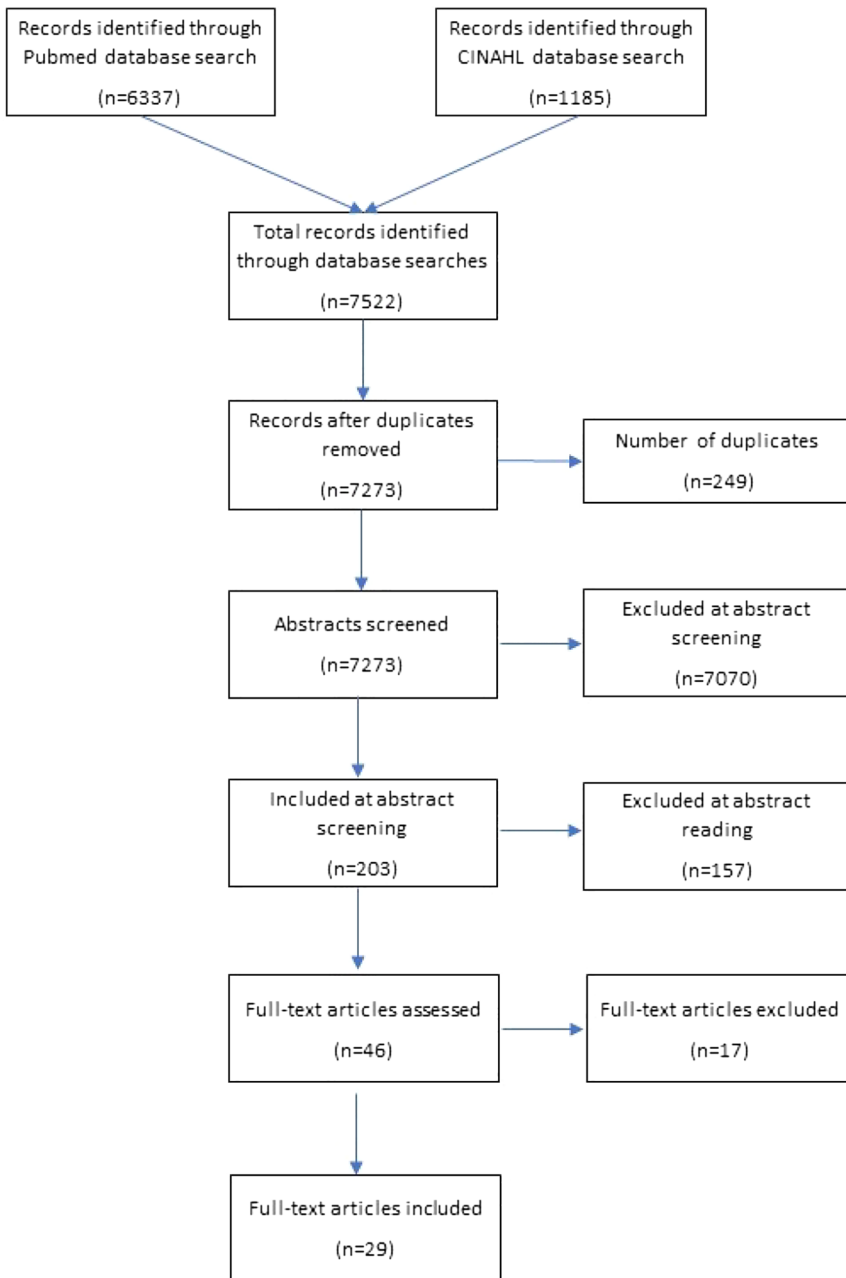 Records identified through
Pubmed database search
(n=6337)
Records identified through
CINAHL database search
(n=1185)
Total records identified
through database searches
(n=7522)
Records after duplicates
removed
(n=7273)
Number of duplicates
(n=249)
Abstracts screened
(n=7273)
Excluded at abstract
screening
(n=7070)
Included at abstract
screening
(n=203)
Excluded at abstract
reading
(n=157)
Full-text articles assessed
(n=46)
Full-text articles excluded
(n=17)
Full-text articles included
(n=29)